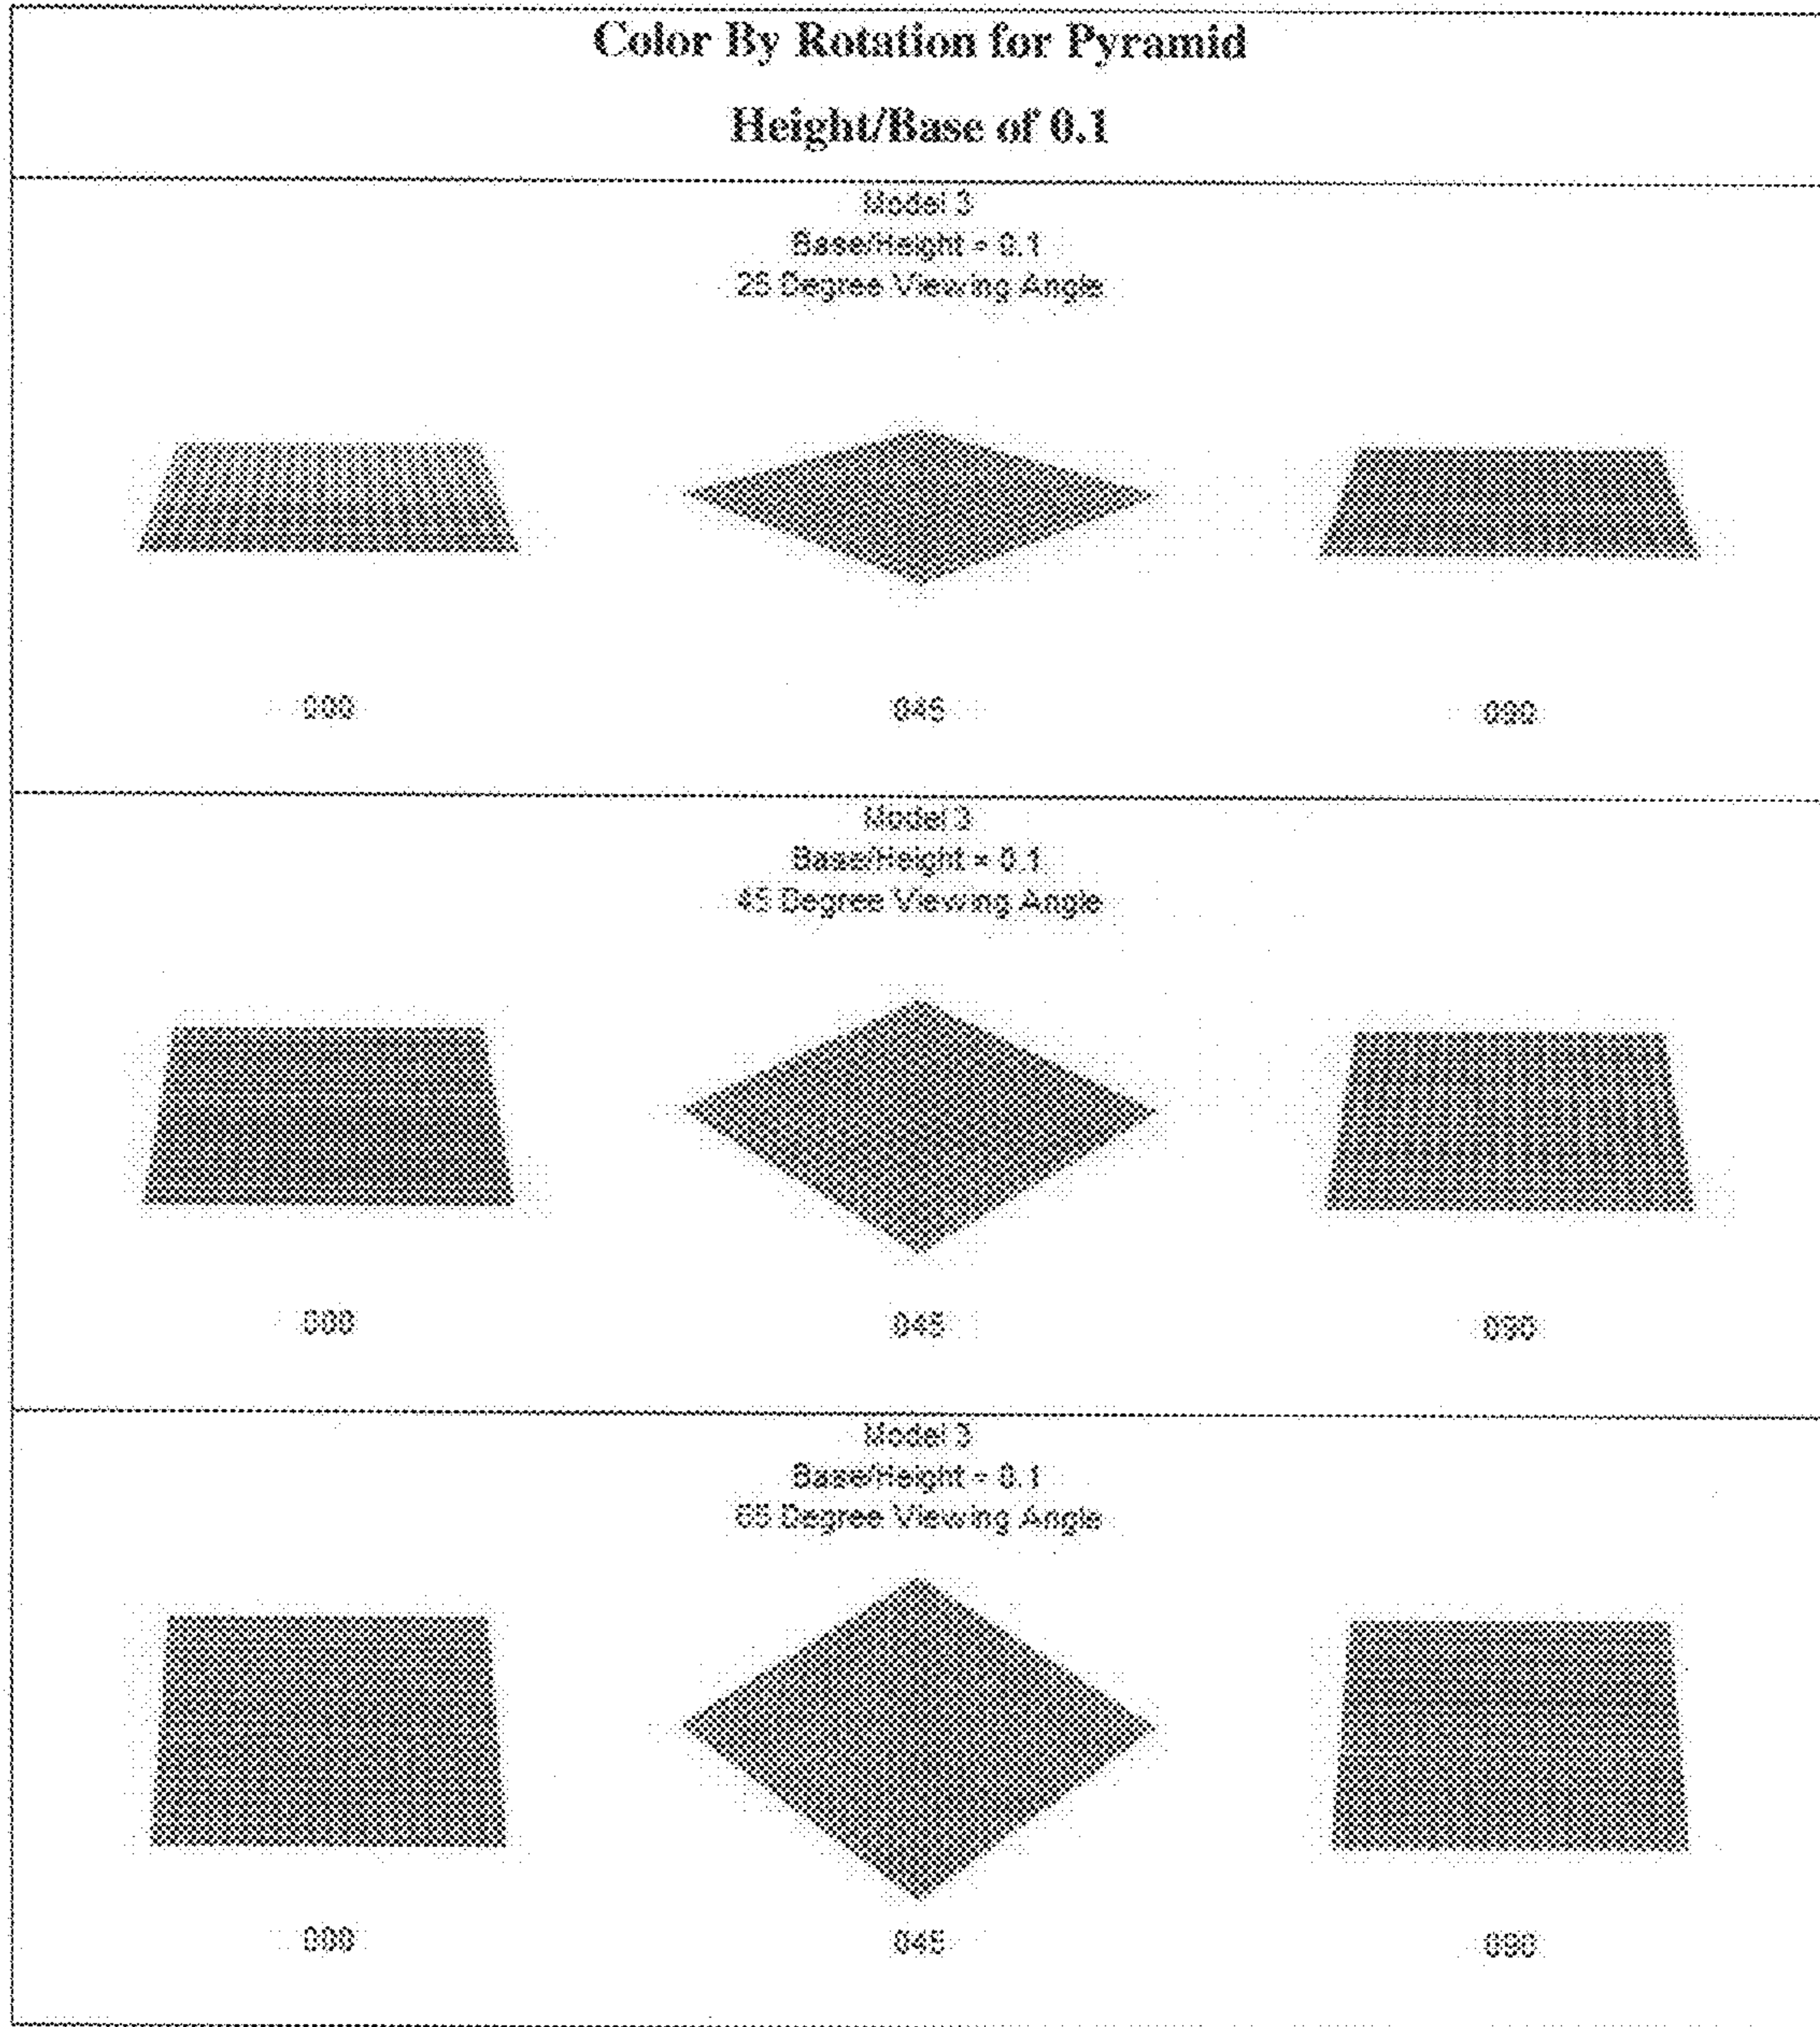 Color By Rotation for Pyramid
Height/Base of 0.1
Model 3
Base/Height = 0.1
25 Degree Viewing Angle
000 045 090
Model 3
Base/Height = 0.1
45 Degree Viewing Angle
000 045 090
Model 3
Base/Height = 0.1
65 Degree Viewing Angle
000 045 090